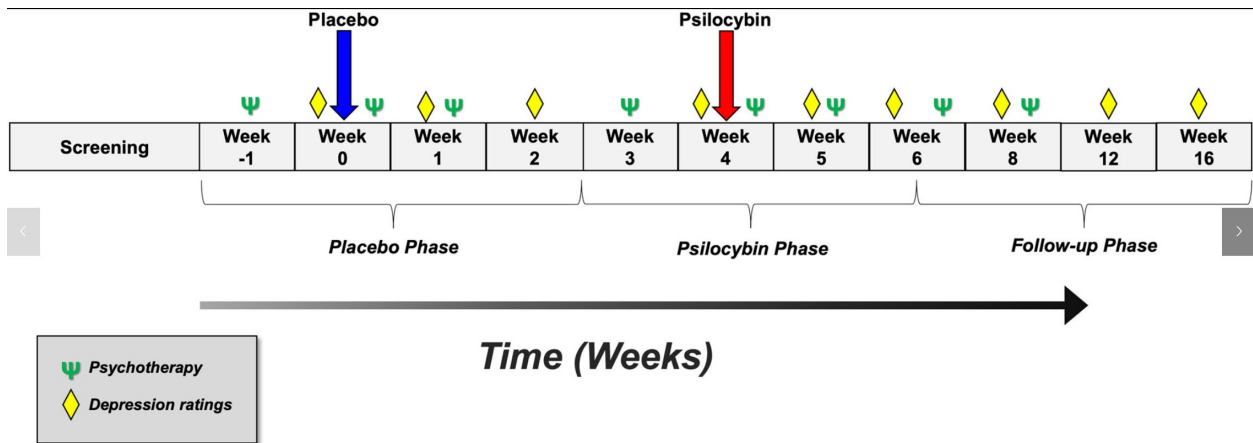 Placebo
Psilocybin
ψ ψ ψ ψ ψ ψ ψ ψ
Screening
Week -1
Week 0
Week 1
Week 2
Week 3
Week 4
Week 5
Week 6
Week 8
Week 12
Week 16
Placebo Phase
Psilocybin Phase
Follow-up Phase
Time (Weeks)
ψ Psychotherapy
Depression ratings